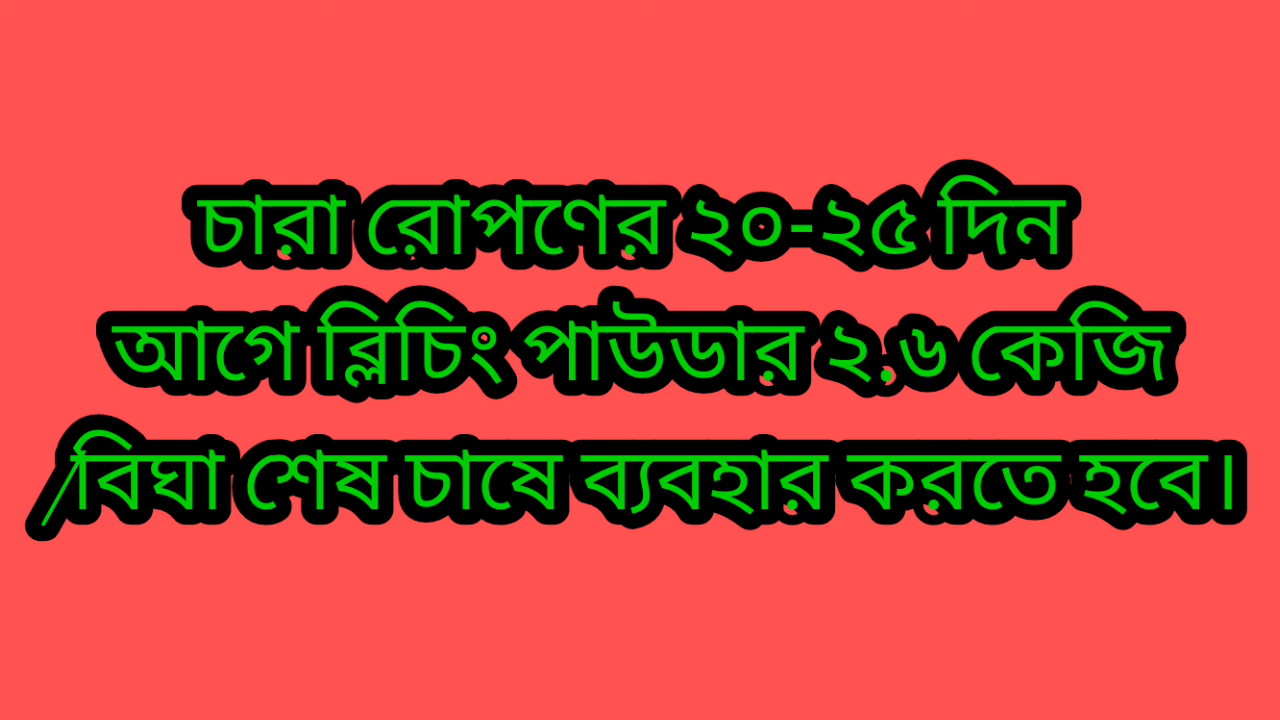 চারা রোপণের ২০-২৫ দিন
আগে ব্লিচিং পাউডার ২.৬ কেজি
/বিঘা শেষ চাষে ব্যবহার করতে হবে।